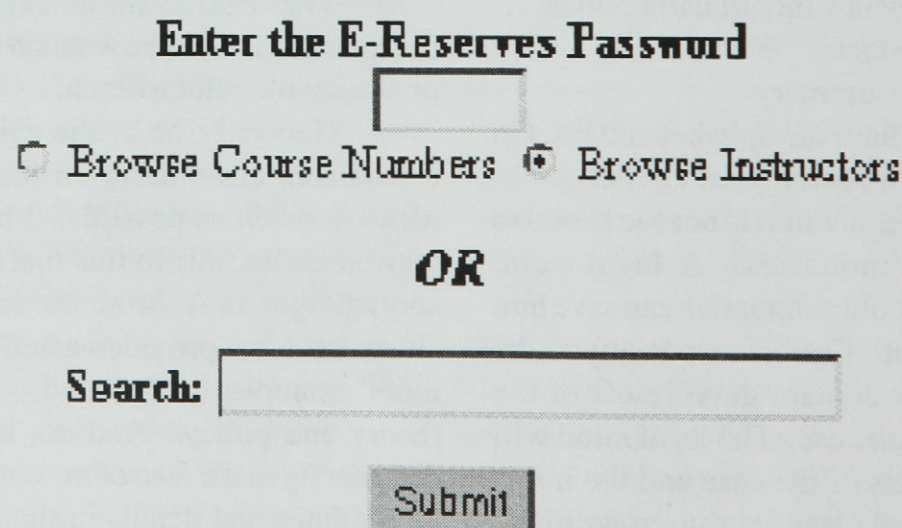 Enter the E-Reserves Password
Browse Course Numbers Browse Instructors
OR
Search:
Submit